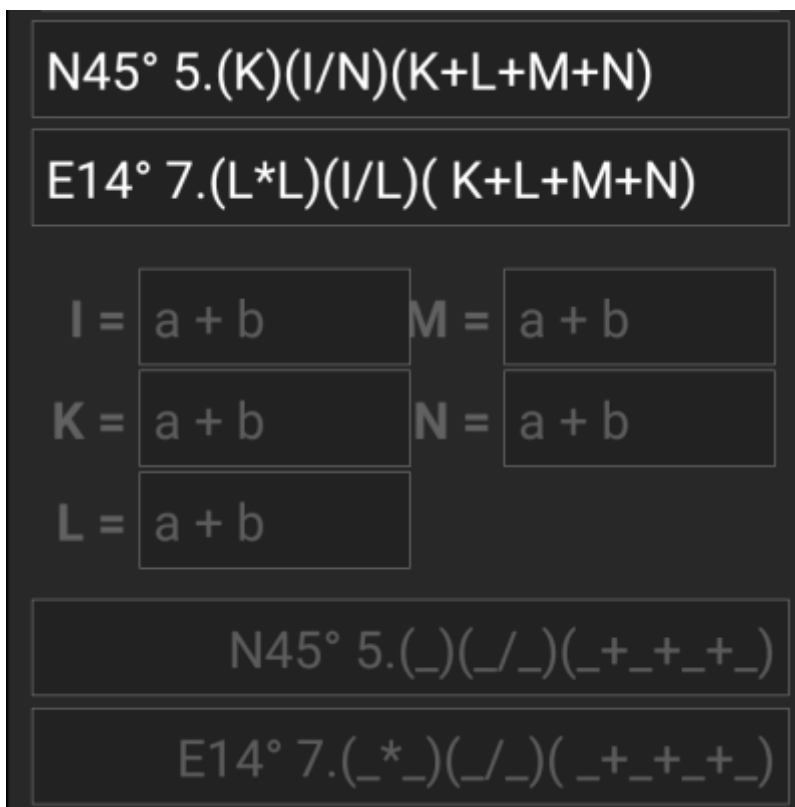 N45° 5.(K)(I/N)(K+L+M+N)
E14° 7.(L*L)(I/L)( K+L+M+N)
I = a + b M = a + b
K = a + b N = a + b
L = a + b
N45° 5.(_)(_/_)(_+_+_+_)
E14° 7.(_*_)(_/_)( _+_+_+_)